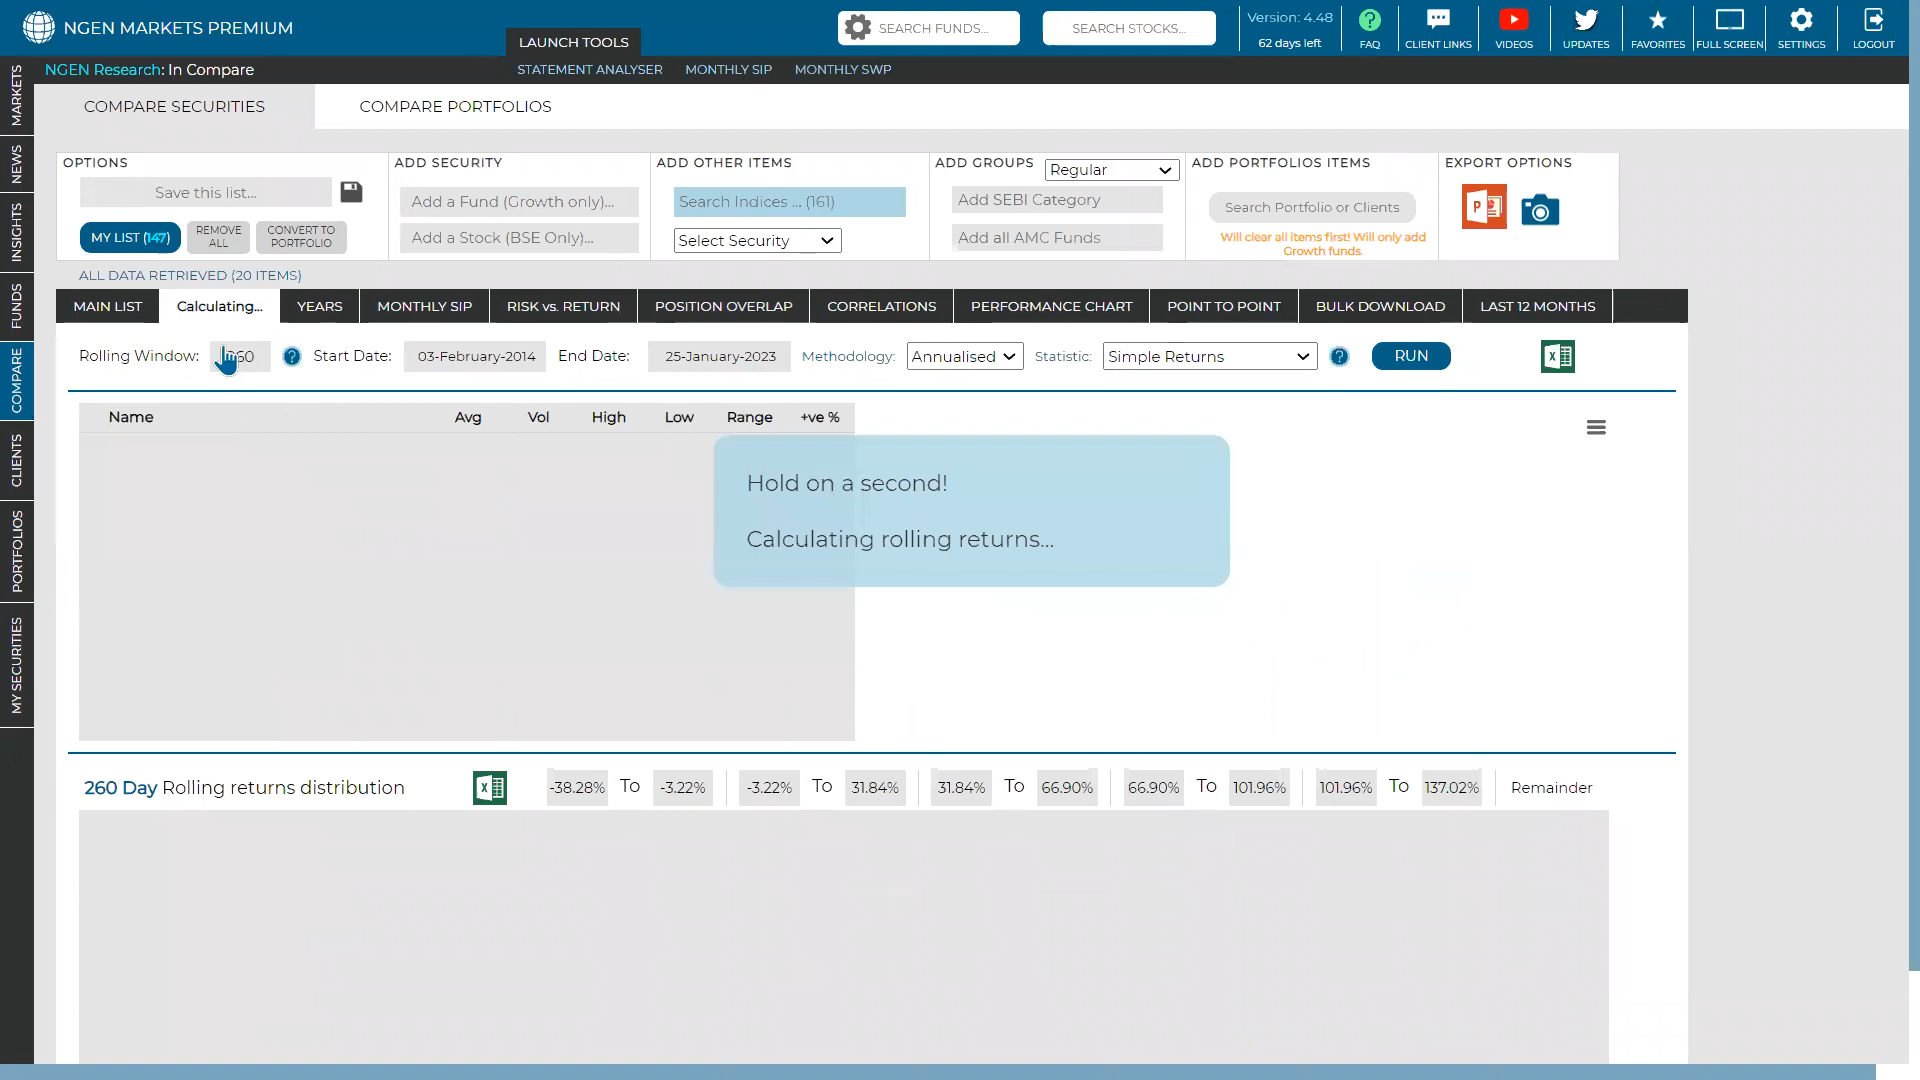 NGEN MARKETS PREMIUM
LAUNCH TOOLS
SEARCH FUNDS...
SEARCH STOCKS...
Version: 4.48
62 days left
FAQ
CLIENT LINKS
VIDEOS
UPDATES
FAVORITES
FULL SCREEN
SETTINGS
LOGOUT
NGEN Research: In Compare
STATEMENT ANALYSER MONTHLY SIP MONTHLY SWP
MARKETS
NEWS
INSIGHTS
FUNDS
COMPARE
CLIENTS
PORTFOLIOS
MY SECURITIES
COMPARE SECURITIES COMPARE PORTFOLIOS
OPTIONS
Save this list...
MY LIST (147)
REMOVE
ALL
CONVERT TO
PORTFOLIO
ADD SECURITY
Add a Fund (Growth only)...
Add a Stock (BSE Only)...
ADD OTHER ITEMS
Search Indices ... (161)
Select Security
ADD GROUPS Regular
Add SEBI Category
Add all AMC Funds
ADD PORTFOLIOS ITEMS
Search Portfolio or Clients
Will clear all items first! Will only add
Growth funds.
EXPORT OPTIONS
ALL DATA RETRIEVED (20 ITEMS)
MAIN LIST Calculating... YEARS MONTHLY SIP RISK vs. RETURN POSITION OVERLAP CORRELATIONS PERFORMANCE CHART POINT TO POINT BULK DOWNLOAD LAST 12 MONTHS
Rolling Window: 260 ? Start Date: 03-February-2014 End Date: 25-January-2023 Methodology: Annualised Statistic: Simple Returns ? RUN
Name Avg Vol High Low Range +ve %
Hold on a second!
Calculating rolling returns...
260 Day Rolling returns distribution -38.28% To -3.22% -3.22% To 31.84% 31.84% To 66.90% 66.90% To 101.96% 101.96% To 137.02% Remainder